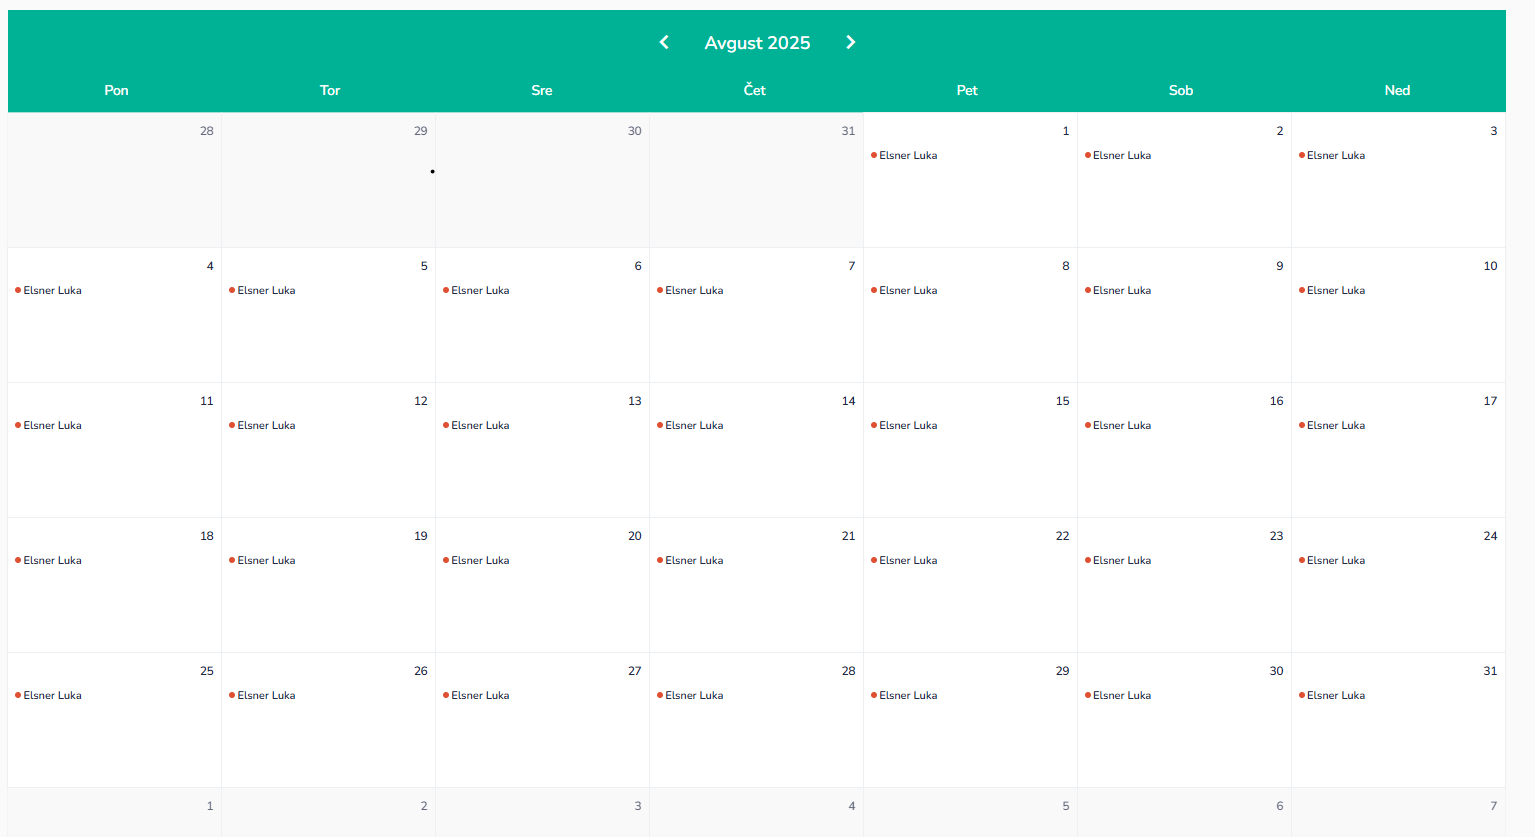 Avgust 2025
Pon Tor Sre Čet Pet Sob Ned
28 29 30 31 1 2 3
Elsner Luka Elsner Luka Elsner Luka
4 5 6 7 8 9 10
Elsner Luka Elsner Luka Elsner Luka Elsner Luka Elsner Luka Elsner Luka Elsner Luka
11 12 13 14 15 16 17
Elsner Luka Elsner Luka Elsner Luka Elsner Luka Elsner Luka Elsner Luka Elsner Luka
18 19 20 21 22 23 24
Elsner Luka Elsner Luka Elsner Luka Elsner Luka Elsner Luka Elsner Luka Elsner Luka
25 26 27 28 29 30 31
Elsner Luka Elsner Luka Elsner Luka Elsner Luka Elsner Luka Elsner Luka Elsner Luka
1 2 3 4 5 6 7